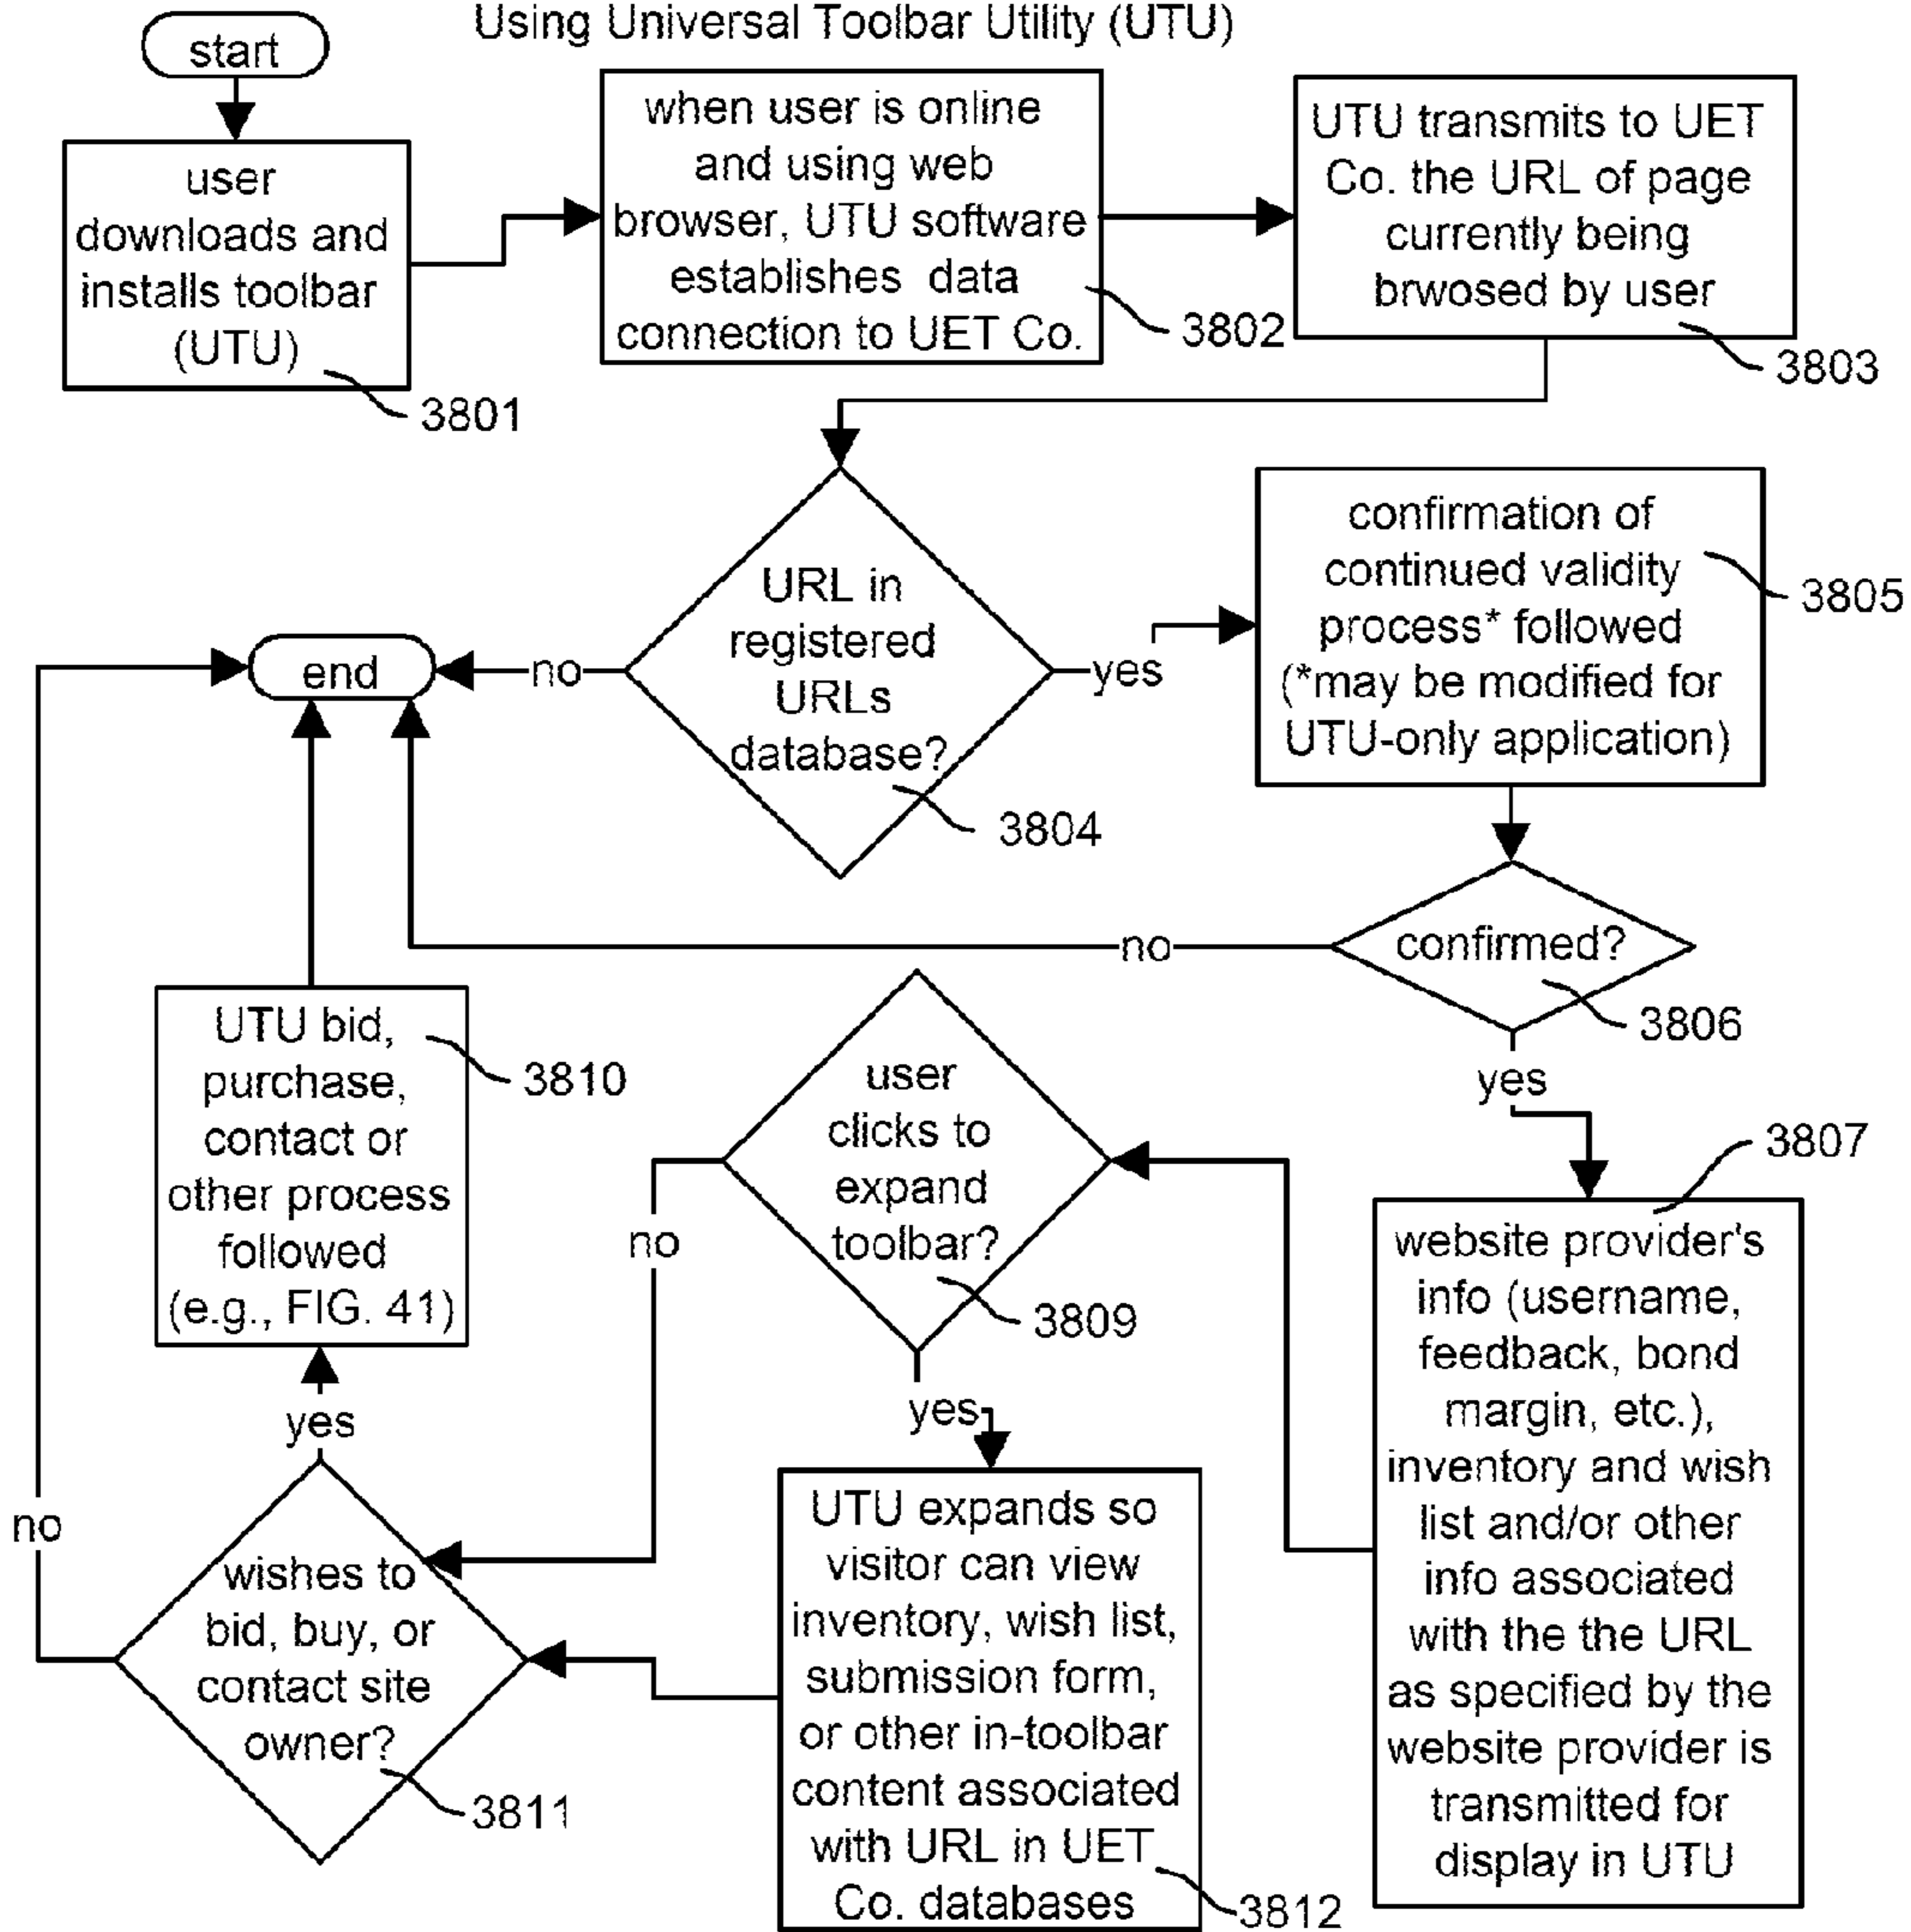 Using Universal Toolbar Utility (UTU)
start
user
downloads and
installs toolbar
(UTU)
3801
when user is online
and using web
browser, UTU software
establishes data
connection to UET Co.
3802
UTU transmits to UET
Co. the URL of page
currently being
brwosed by user
3803
URL in
registered
URLs
database?
3804
no
end
yes
confirmation of
continued validity
process* followed
(*may be modified for
UTU-only application)
3805
confirmed?
3806
no
yes
3807
website provider's
info (username,
feedback, bond
margin, etc.),
inventory and wish
list and/or other
info associated
with the the URL
as specified by the
website provider is
transmitted for
display in UTU
user
clicks to
expand
toolbar?
3809
no
yes
UTU expands so
visitor can view
inventory, wish list,
submission form,
or other in-toolbar
content associated
with URL in UET
Co. databases
3812
UTU bid,
purchase,
contact or
other process
followed
(e.g., FIG. 41)
3810
yes
wishes to
bid, buy, or
contact site
owner?
3811
no